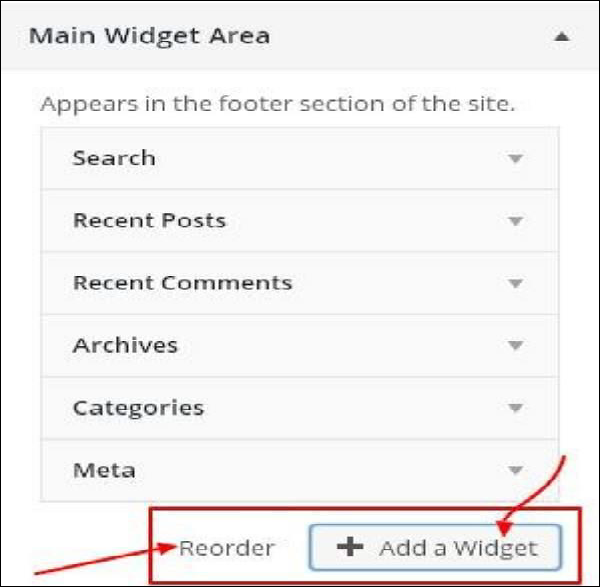 Main Widget Area
Appears in the footer section of the site.
Search
Recent Posts
Recent Comments
Archives
Categories
Meta
Reorder + Add a Widget